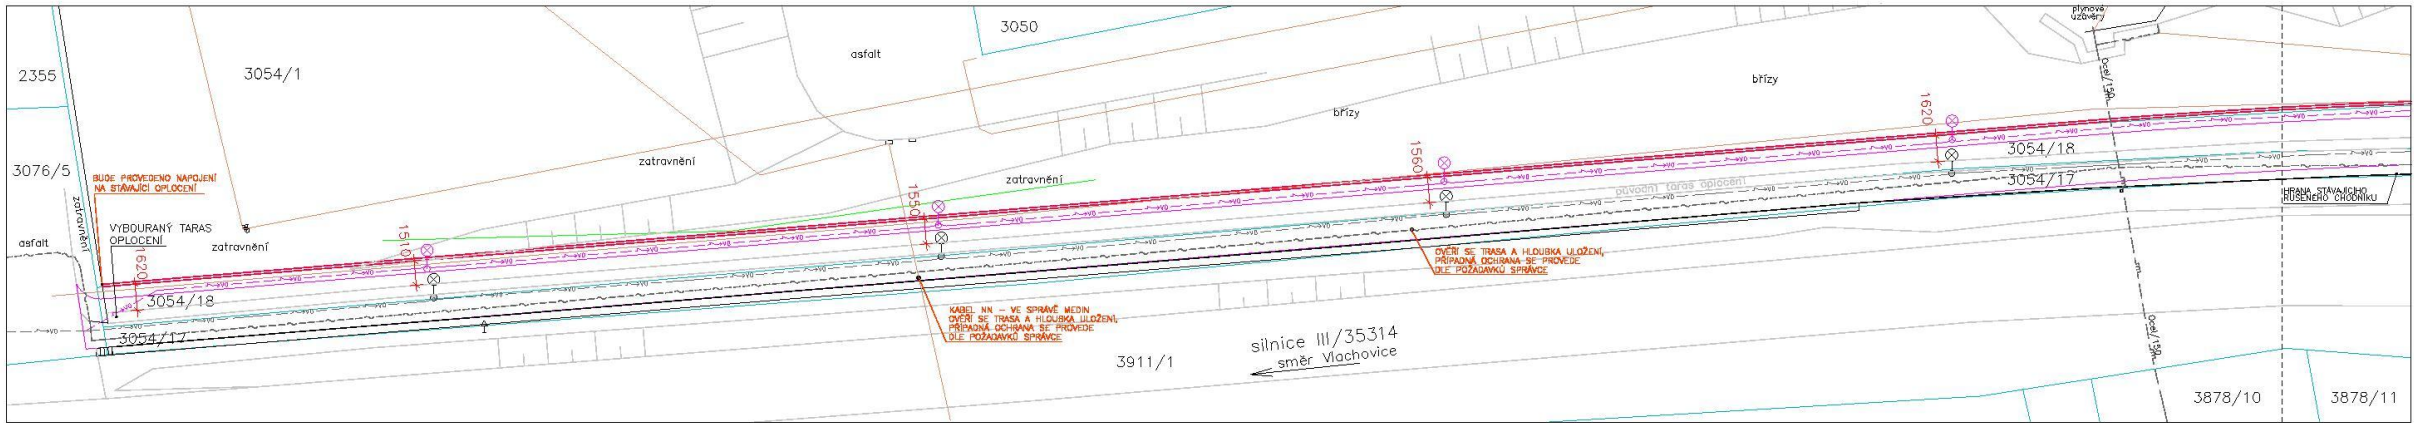 2355
3054/1
3050
asfalt
plynové
uzávěry
3076/5
zatravnění
břízy
břízy
BUDE PROVEDENO NAPOJENÍ
NA STÁVAJÍCÍ OPLOCENÍ
zatravnění
zatravnění
Ocel/150
1620
1560
1550
1510
1620
3054/18
3054/17
původní taras oplocení
HRANA STÁVAJÍCÍHO
RUŠENÉHO CHODNÍKU
VYBOURANÝ TARAS
OPLOCENÍ
zatravnění
asfalt
3054/18
3054/17
OVĚŘÍ SE TRASA A HLOUBKA ULOŽENÍ,
PŘÍPADNÁ OCHRANA SE PROVEDE
DLE POŽADAVKŮ SPRÁVCE
KABEL NN – VE SPRÁVĚ MEDIN
OVĚŘÍ SE TRASA A HLOUBKA ULOŽENÍ,
PŘÍPADNÁ OCHRANA SE PROVEDE
DLE POŽADAVKŮ SPRÁVCE
silnice III/35314
směr Vlachovice
3911/1
Ocel/150
3878/10
3878/11